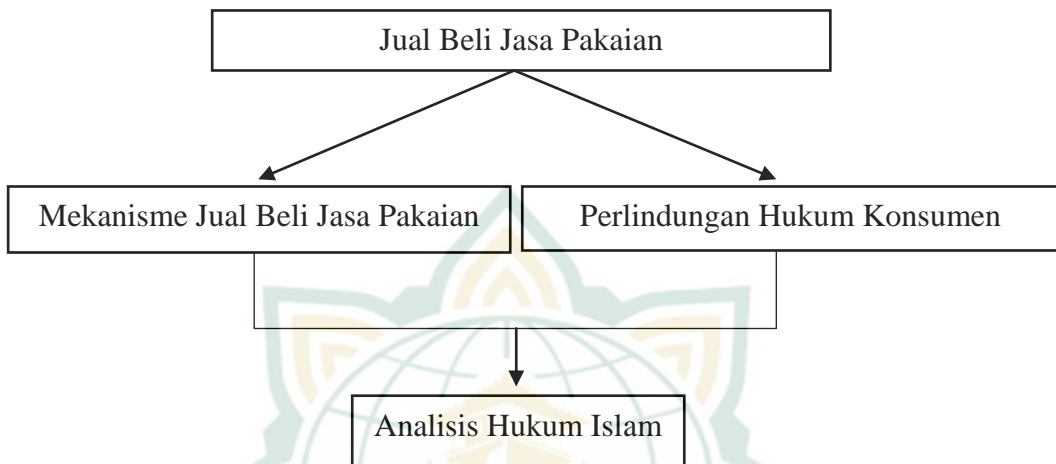 Jual Beli Jasa Pakaian
Mekanisme Jual Beli Jasa Pakaian
Perlindungan Hukum Konsumen
Analisis Hukum Islam